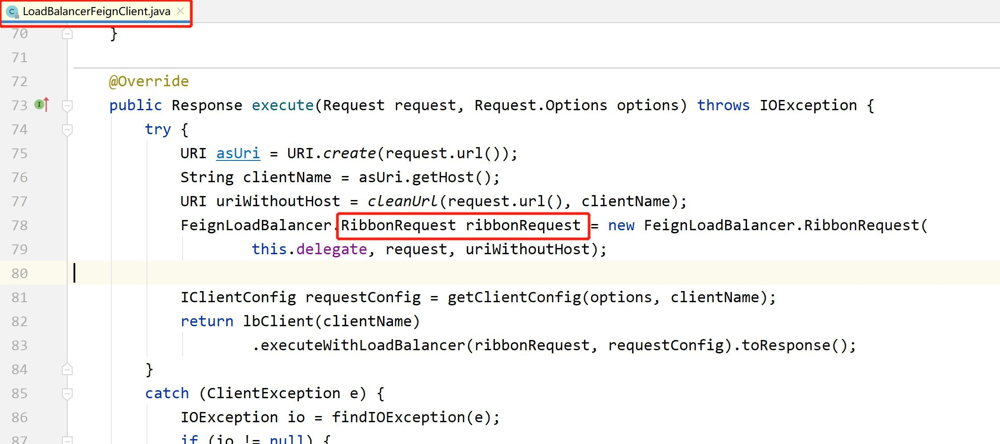 LoadBalancerFeignClient.java
70 }
71
72 @Override
73 public Response execute(Request request, Request.Options options) throws IOException {
74 try {
75 URI asUri = URI.create(request.url());
76 String clientName = asUri.getHost();
77 URI uriWithoutHost = cleanUrl(request.url(), clientName);
78 FeignLoadBalancer.RibbonRequest ribbonRequest = new FeignLoadBalancer.RibbonRequest(
79 this.delegate, request, uriWithoutHost);
80
81 IClientConfig requestConfig = getClientConfig(options, clientName);
82 return lbClient(clientName)
83 .executeWithLoadBalancer(ribbonRequest, requestConfig).toResponse();
84 }
85 catch (ClientException e) {
86 IOException io = findIOException(e);
87 if (io != null) {